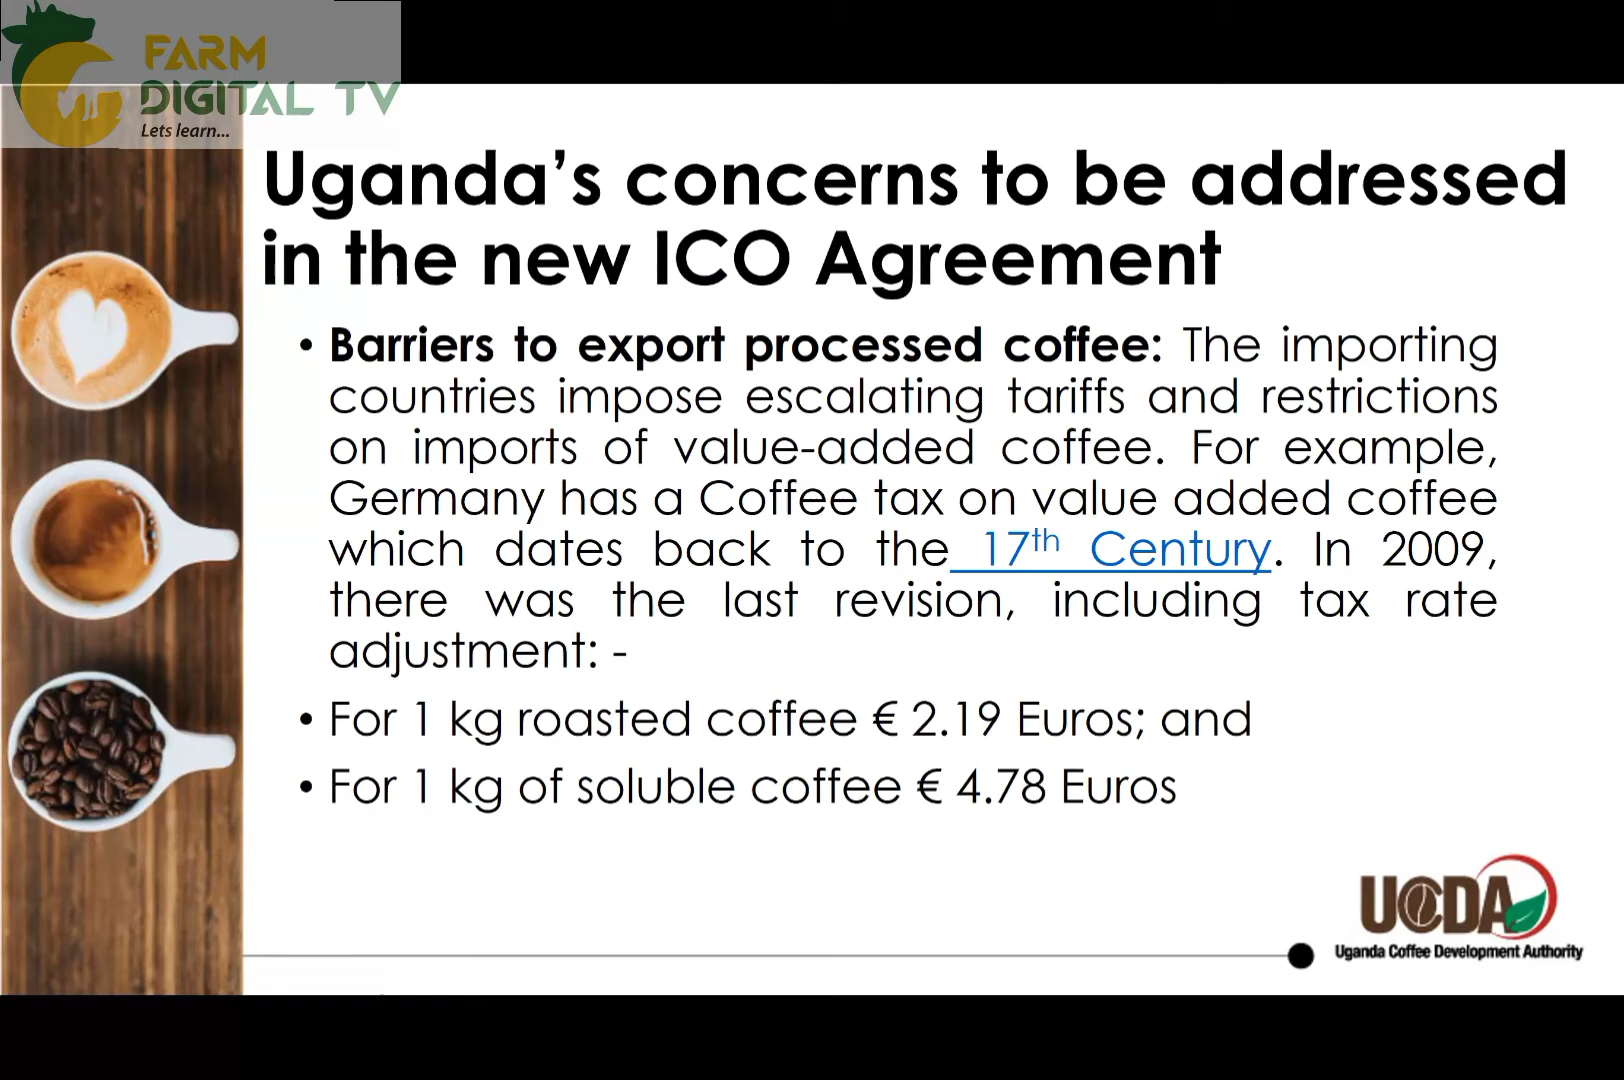 FARM
DIGITAL TV
Lets learn...
Uganda’s concerns to be addressed
in the new ICO Agreement
• Barriers to export processed coffee: The importing
countries impose escalating tariffs and restrictions
on imports of value-added coffee. For example,
Germany has a Coffee tax on value added coffee
which dates back to the 17th Century. In 2009,
there was the last revision, including tax rate
adjustment: -
• For 1 kg roasted coffee € 2.19 Euros; and
• For 1 kg of soluble coffee € 4.78 Euros
UCDA
Uganda Coffee Development Authority